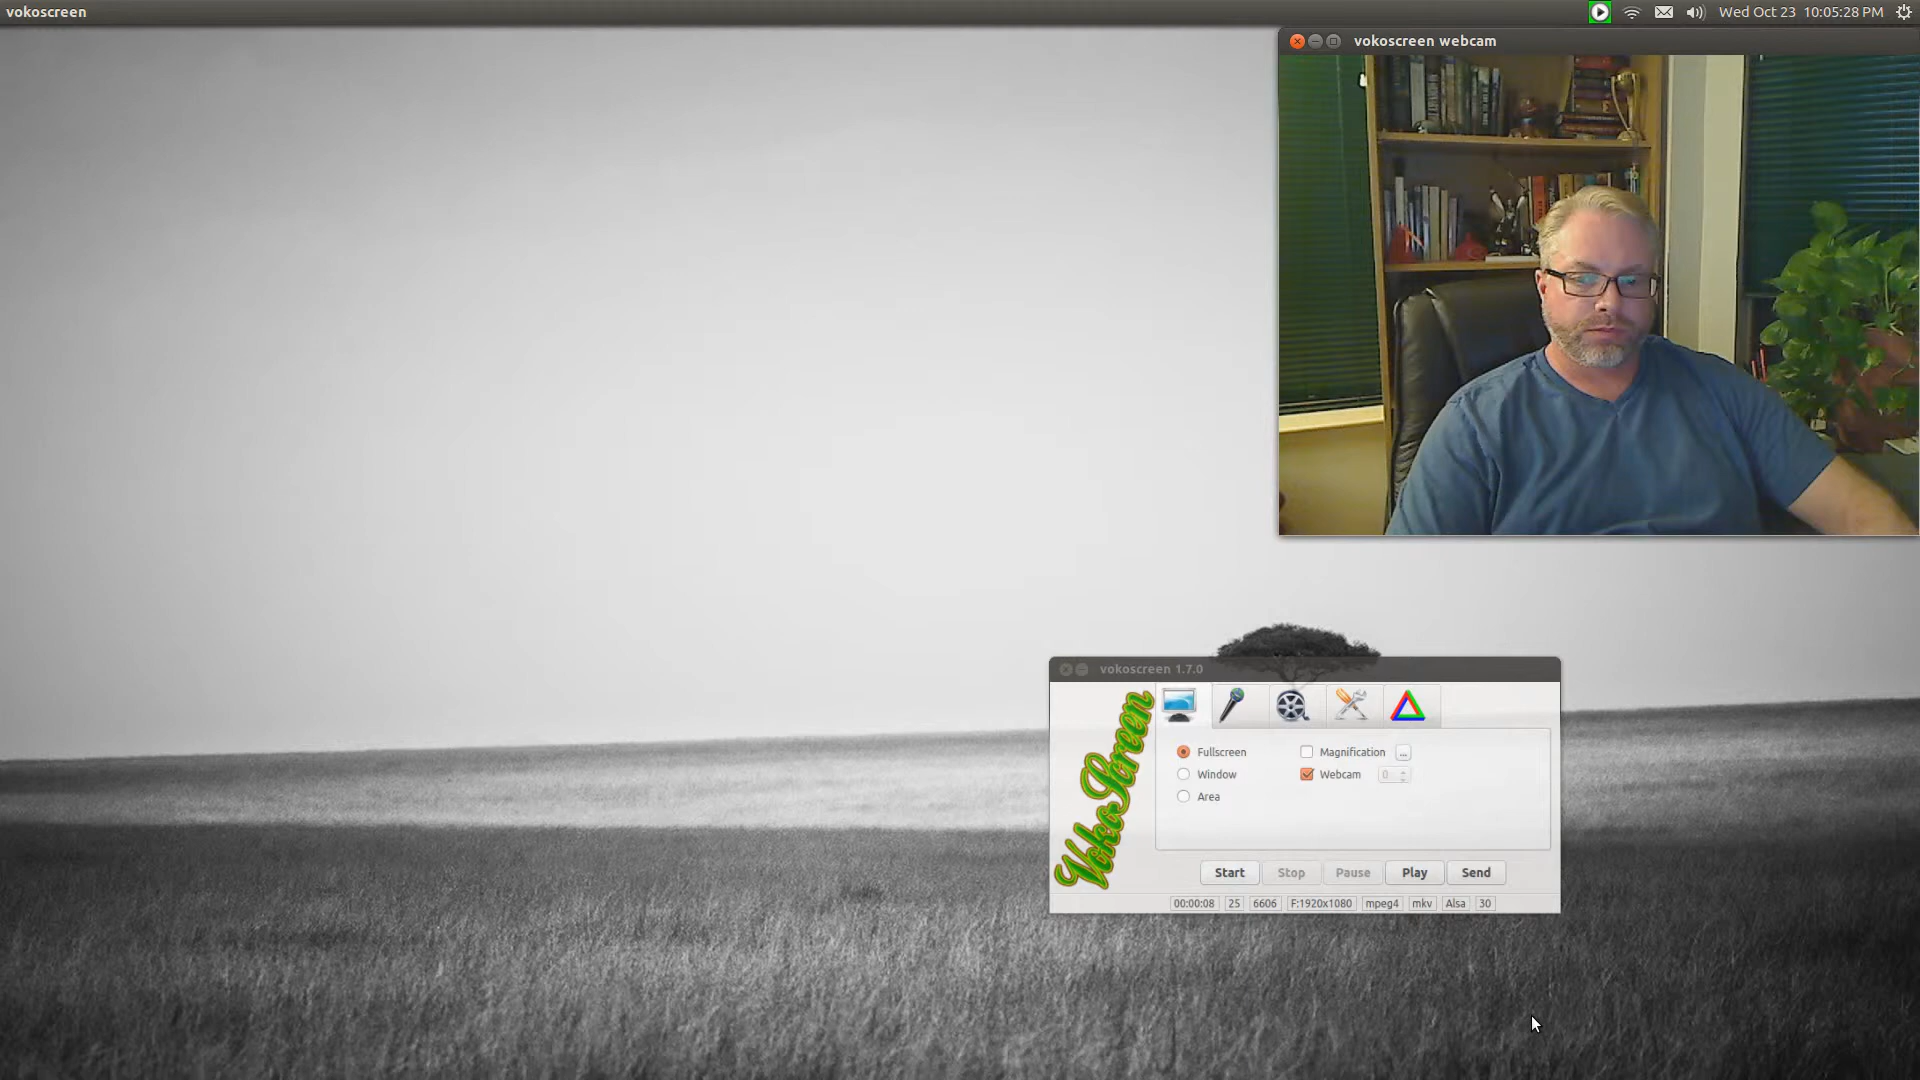 vokoscreen
Wed Oct 23 10:05:28 PM
vokoscreen webcam
vokoscreen 1.7.0
VokoScreen
Fullscreen
Magnification ...
Window
Webcam 0
Area
Start Stop Pause Play Send
00:00:08 25 6606 F:1920x1080 mpeg4 mkv Alsa 30